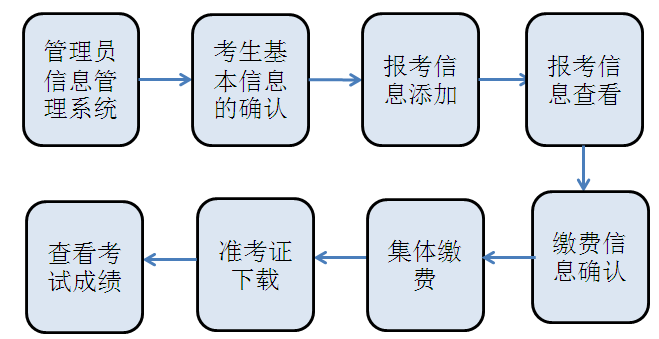 管理员
信息管
理系统
考生基
本信息
的确认
报考信
息添加
报考信
息查看
缴费信
息确认
集体缴
费
准考证
下载
查看考
试成绩